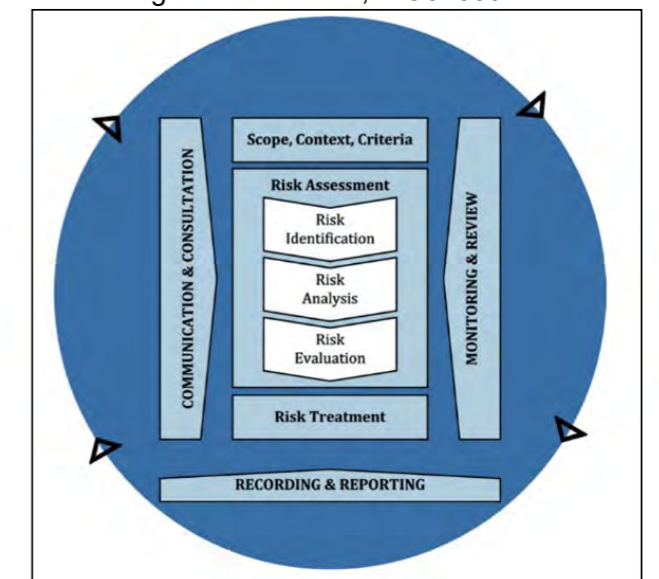 Scope, Context, Criteria
Risk Assessment
Risk
Identification
Risk
Analysis
Risk
Evaluation
Risk Treatment
COMMUNICATION & CONSULTATION
MONITORING & REVIEW
RECORDING & REPORTING